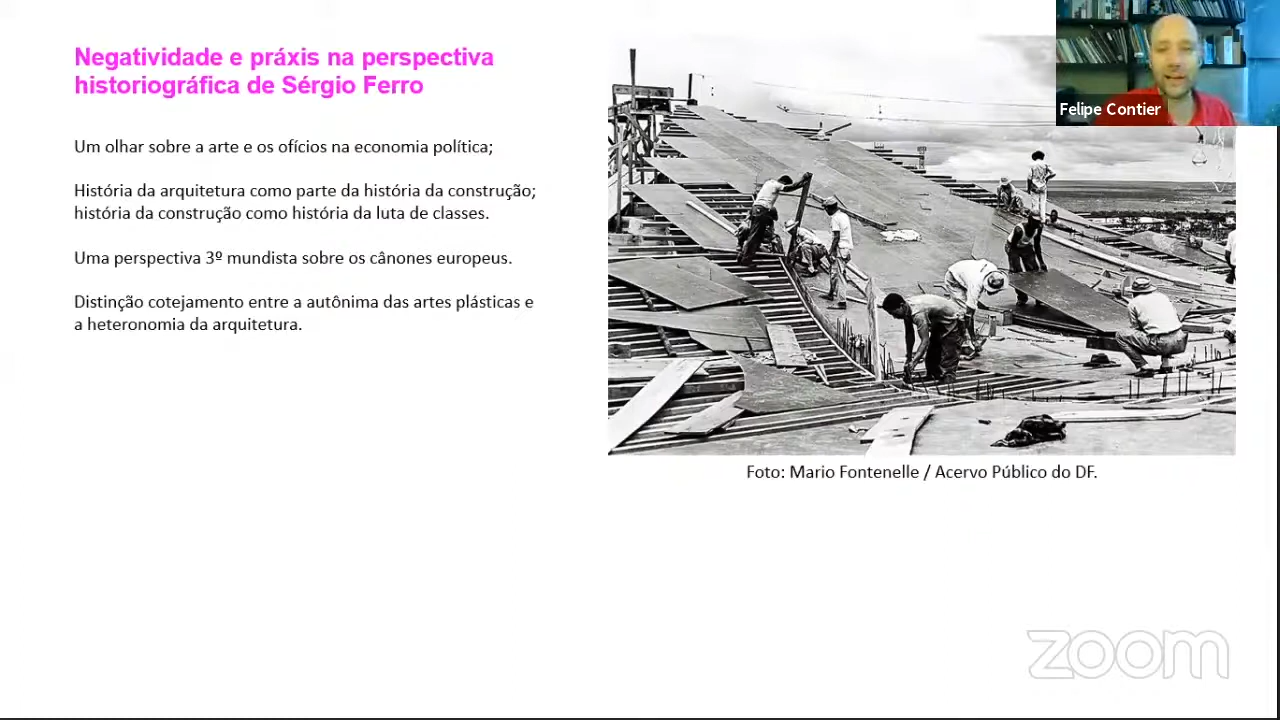 Negatividade e práxis na perspectiva
historiográfica de Sérgio Ferro
Um olhar sobre a arte e os ofícios na economia política;
História da arquitetura como parte da história da construção;
história da construção como história da luta de classes.
Uma perspectiva 3º mundista sobre os cânones europeus.
Distinção cotejamento entre a autônima das artes plásticas e
a heteronomia da arquitetura.
Felipe Contier
Foto: Mario Fontenelle / Acervo Público do DF.
zoom